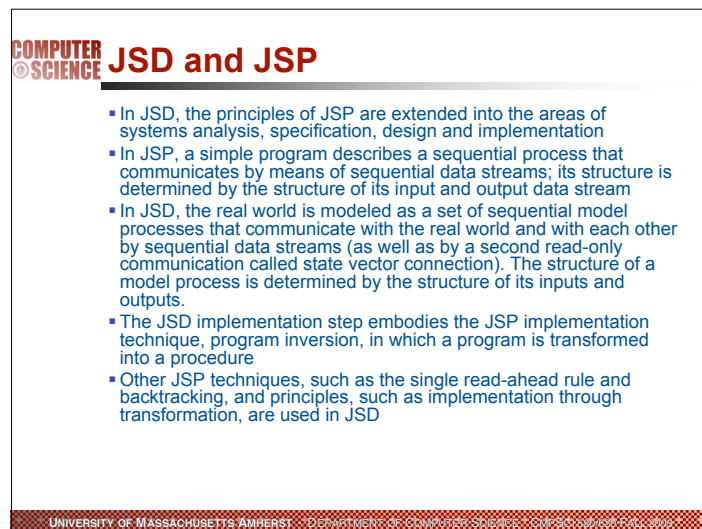 COMPUTER
SCIENCE
JSD and JSP
▪ In JSD, the principles of JSP are extended into the areas of
systems analysis, specification, design and implementation
▪ In JSP, a simple program describes a sequential process that
communicates by means of sequential data streams; its structure is
determined by the structure of its input and output data stream
▪ In JSD, the real world is modeled as a set of sequential model
processes that communicate with the real world and with each other
by sequential data streams (as well as by a second read-only
communication called state vector connection). The structure of a
model process is determined by the structure of its inputs and
outputs.
▪ The JSD implementation step embodies the JSP implementation
technique, program inversion, in which a program is transformed
into a procedure
▪ Other JSP techniques, such as the single read-ahead rule and
backtracking, and principles, such as implementation through
transformation, are used in JSD
UNIVERSITY OF MASSACHUSETTS AMHERST DEPARTMENT OF COMPUTER SCIENCE CMPSCI 520/620 FALL 2009